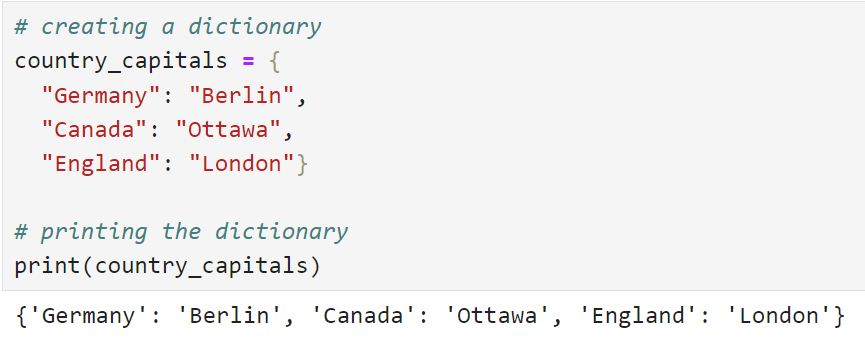 # creating a dictionary
country_capitals = {
  "Germany": "Berlin",
  "Canada": "Ottawa",
  "England": "London"}

# printing the dictionary
print(country_capitals)
{'Germany': 'Berlin', 'Canada': 'Ottawa', 'England': 'London'}